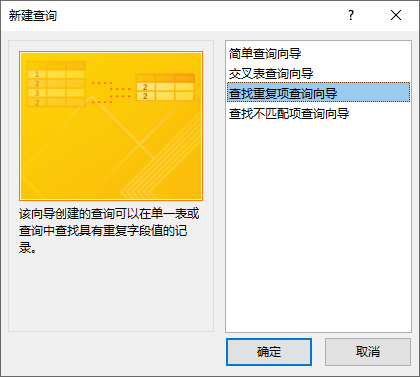 新建查询
?
1
2
3
2
2
2
该向导创建的查询可以在单一表或
查询中查找具有重复字段值的记
录。
简单查询向导
交叉表查询向导
查找重复项查询向导
查找不匹配项查询向导
确定
取消